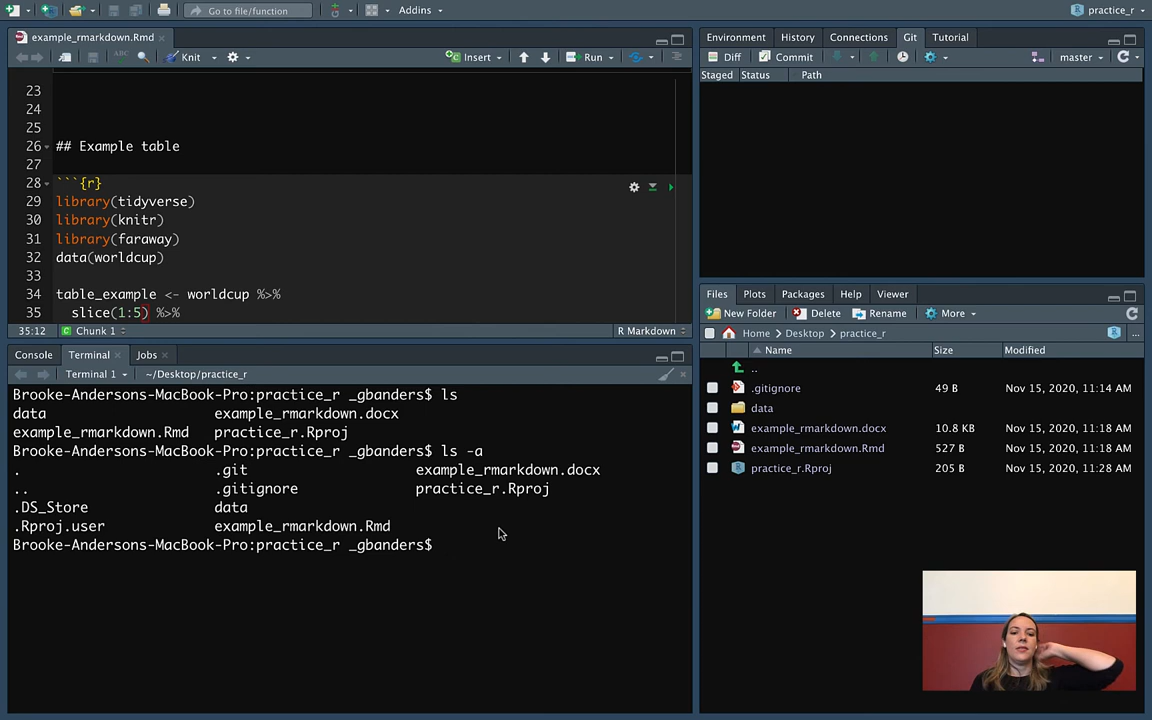 Go to file/function
Addins
practice_r
example_rmarkdown.Rmd
ABC
Knit
Insert
Run
23
24
25
26 ## Example table
27
28 ```{r}
29 library(tidyverse)
30 library(knitr)
31 library(faraway)
32 data(worldcup)
33
34 table_example <- worldcup %>%
35 slice(1:5) %>%
35:12 Chunk 1 R Markdown
Console Terminal Jobs
Terminal 1 ~/Desktop/practice_r
Brooke-Andersons-MacBook-Pro:practice_r _gbanders$ ls
data example_rmarkdown.docx
example_rmarkdown.Rmd practice_r.Rproj
Brooke-Andersons-MacBook-Pro:practice_r _gbanders$ ls -a
. .git example_rmarkdown.docx
.. .gitignore practice_r.Rproj
.DS_Store data
.Rproj.user example_rmarkdown.Rmd
Brooke-Andersons-MacBook-Pro:practice_r _gbanders$
Environment History Connections Git Tutorial
Diff Commit master
Staged Status Path
Files Plots Packages Help Viewer
New Folder Delete Rename More
Home Desktop practice_r ...
Name Size Modified
..
.gitignore 49 B Nov 15, 2020, 11:14 AM
data
example_rmarkdown.docx 10.8 KB Nov 15, 2020, 11:18 AM
example_rmarkdown.Rmd 527 B Nov 15, 2020, 11:18 AM
practice_r.Rproj 205 B Nov 15, 2020, 11:28 AM